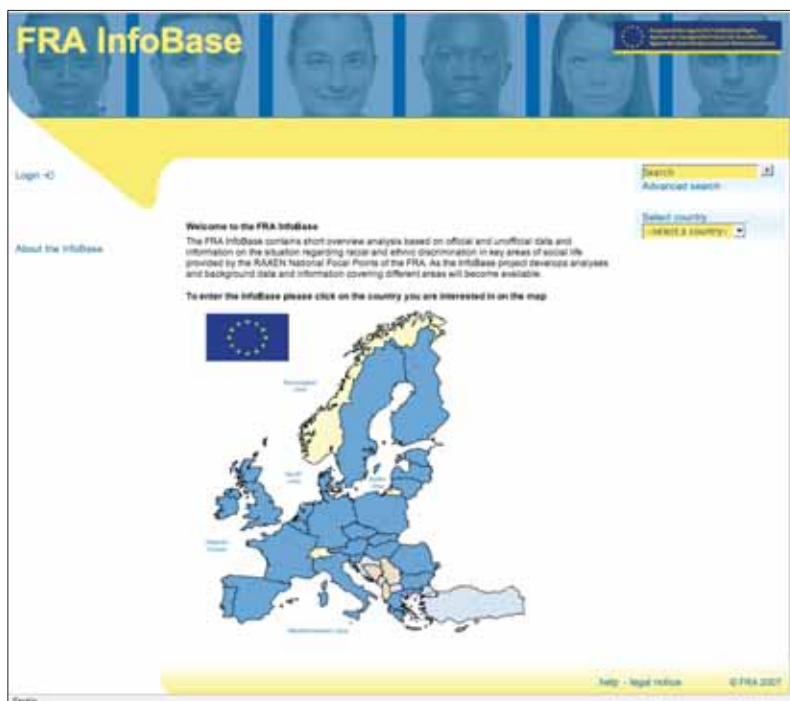 FRA InfoBase
Login
Search
Advanced search
Select country
-select a country-
About the InfoBase
Welcome to the FRA InfoBase
The FRA InfoBase contains short overview analysis based on official and unofficial data and
information on the situation regarding racial and ethnic discrimination in key areas of social life
provided by the RAXEN National Focal Points of the FRA. As the InfoBase project develops analyses
and background data and information covering different areas will become available.
To enter the InfoBase please click on the country you are interested in on the map
Norwegian
sea
North
sea
Baltic
sea
Atlantic
Ocean
Mediterranean sea
help - legal notice © FRA 2007